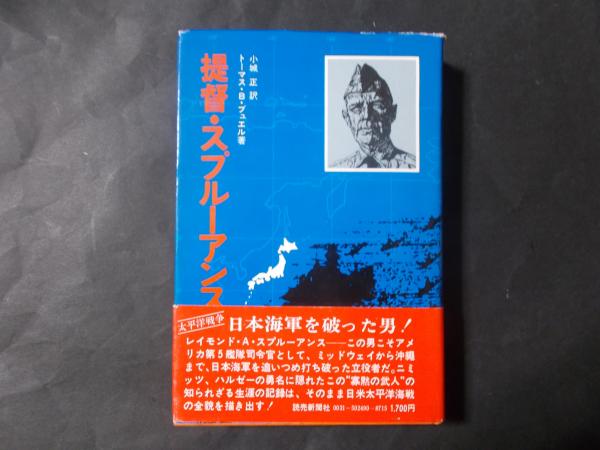 提督・スプルーアンス
トーマス・B・ブュエル著
小城 正 訳
太平洋戦争
日本海軍を破った男!
レイモンド・A・スプルーアンス――この男こそアメ
リカ第5艦隊司令官として、ミッドウェイから沖縄
まで、日本海軍を追いつめ打ち破った立役者だ。ニミ
ッツ、ハルゼーの勇名に隠れたこの"寡黙の武人"の
知られざる生涯の記録は、そのまま日米太平洋海戦
の全貌を描き出す!
読売新聞社 0031-502490-8715 1,700円